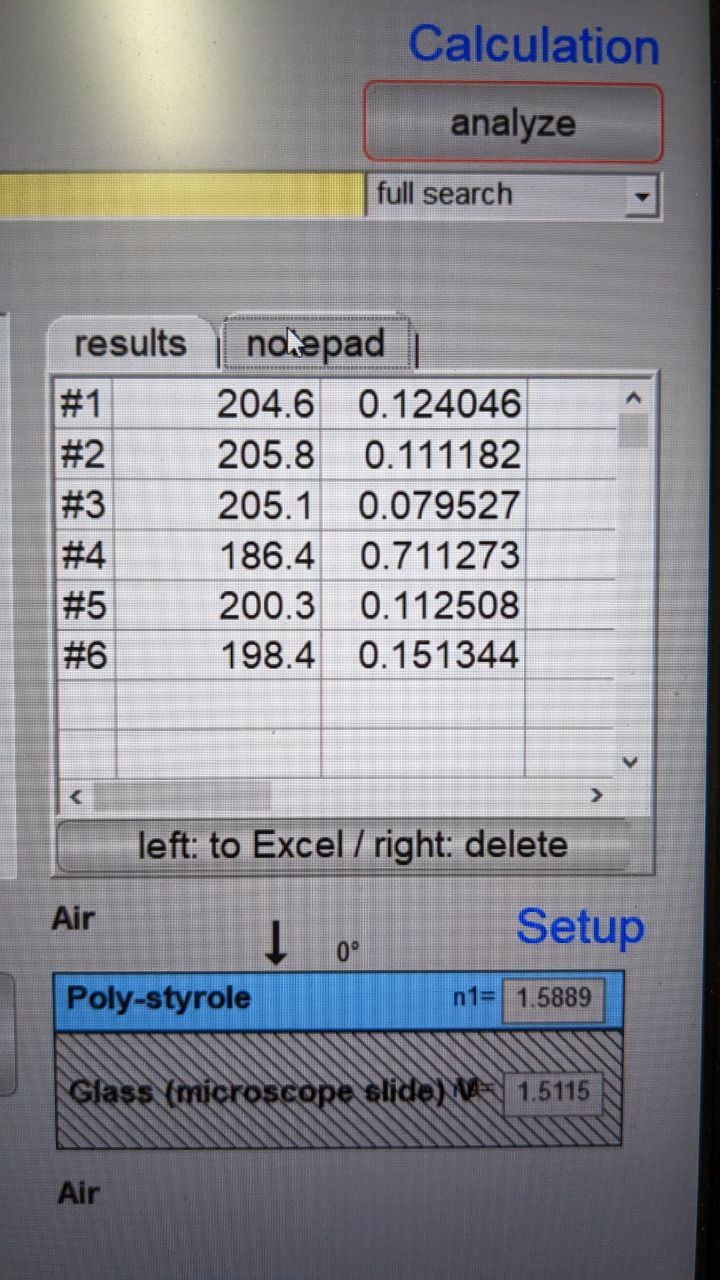 Calculation
analyze
full search
results notepad
#1 204.6 0.124046
#2 205.8 0.111182
#3 205.1 0.079527
#4 186.4 0.711273
#5 200.3 0.112508
#6 198.4 0.151344
left: to Excel / right: delete
Air
0°
Setup
Poly-styrole n1= 1.5889
Glass (microscope slide) 1.5115
Air